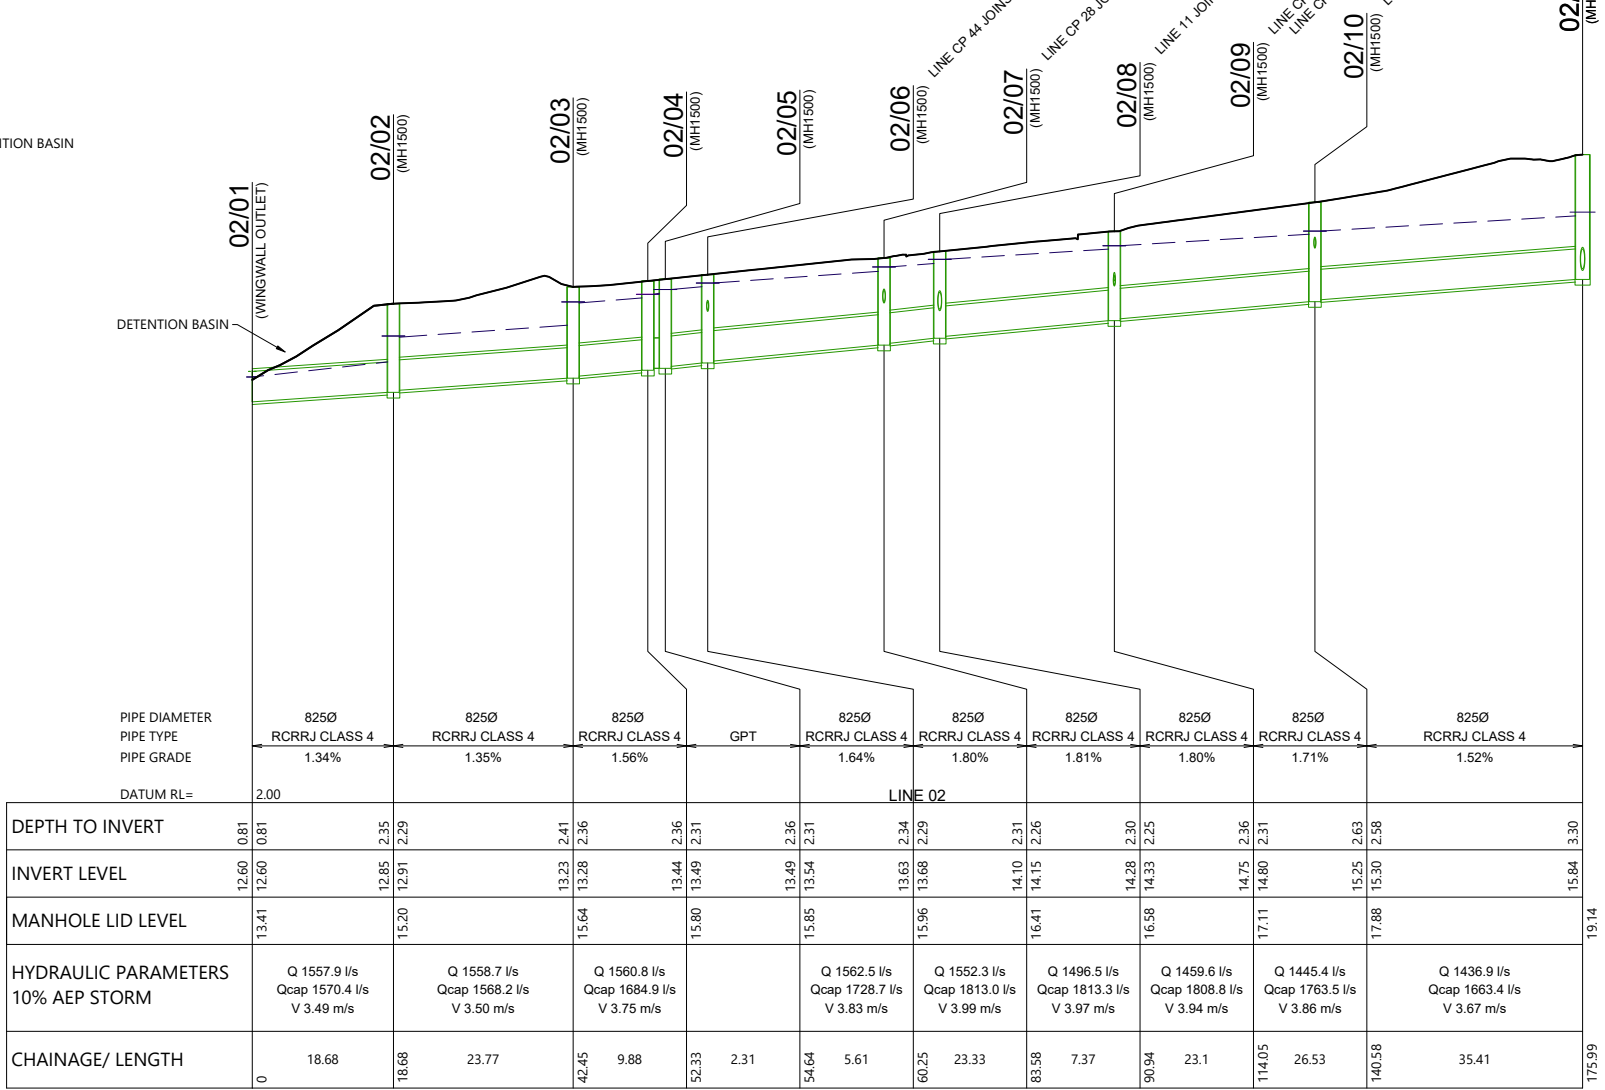 02/01
(WINGWALL OUTLET)
02/02
(MH1500)
02/03
(MH1500)
02/04
(MH1500)
02/05
(MH1500)
02/06
(MH1500)
LINE CP 44 JOINS
02/07
(MH1500)
LINE CP 28
02/08
(MH1500)
LINE 11
02/09
(MH1500)
LINE
LINE
02/10
(MH1500)
BASIN
DETENTION BASIN
PIPE DIAMETER 825Ø 825Ø 825Ø 825Ø 825Ø 825Ø 825Ø 825Ø 825Ø
PIPE TYPE RCRRJ CLASS 4 RCRRJ CLASS 4 RCRRJ CLASS 4 GPT RCRRJ CLASS 4 RCRRJ CLASS 4 RCRRJ CLASS 4 RCRRJ CLASS 4 RCRRJ CLASS 4 RCRRJ CLASS 4
PIPE GRADE 1.34% 1.35% 1.56% 1.64% 1.80% 1.81% 1.80% 1.71% 1.52%
DATUM RL= 2.00 LINE 02
DEPTH TO INVERT 0.81 0.81 2.35 2.29 2.41 2.36 2.36 2.31 2.36 2.31 2.34 2.29 2.31 2.26 2.30 2.25 2.36 2.31 2.63 2.58 3.30
INVERT LEVEL 12.60 12.60 12.85 12.91 13.23 13.28 13.44 13.49 13.49 13.54 13.63 13.68 14.10 14.15 14.28 14.33 14.75 14.80 15.25 15.30 15.84
MANHOLE LID LEVEL 13.41 15.20 15.64 15.80 15.85 15.96 16.41 16.58 17.11 17.88 19.14
HYDRAULIC PARAMETERS
10% AEP STORM
Q 1557.9 l/s Q 1558.7 l/s Q 1560.8 l/s Q 1562.5 l/s Q 1552.3 l/s Q 1496.5 l/s Q 1459.6 l/s Q 1445.4 l/s Q 1436.9 l/s
Qcap 1570.4 l/s Qcap 1568.2 l/s Qcap 1684.9 l/s Qcap 1728.7 l/s Qcap 1813.0 l/s Qcap 1813.3 l/s Qcap 1808.8 l/s Qcap 1763.5 l/s Qcap 1663.4 l/s
V 3.49 m/s V 3.50 m/s V 3.75 m/s V 3.83 m/s V 3.99 m/s V 3.97 m/s V 3.94 m/s V 3.86 m/s V 3.67 m/s
CHAINAGE/ LENGTH 0 18.68 18.68 23.77 42.45 9.88 52.33 2.31 54.64 5.61 60.25 23.33 83.58 7.37 90.94 23.1 114.05 26.53 140.58 35.41 175.99